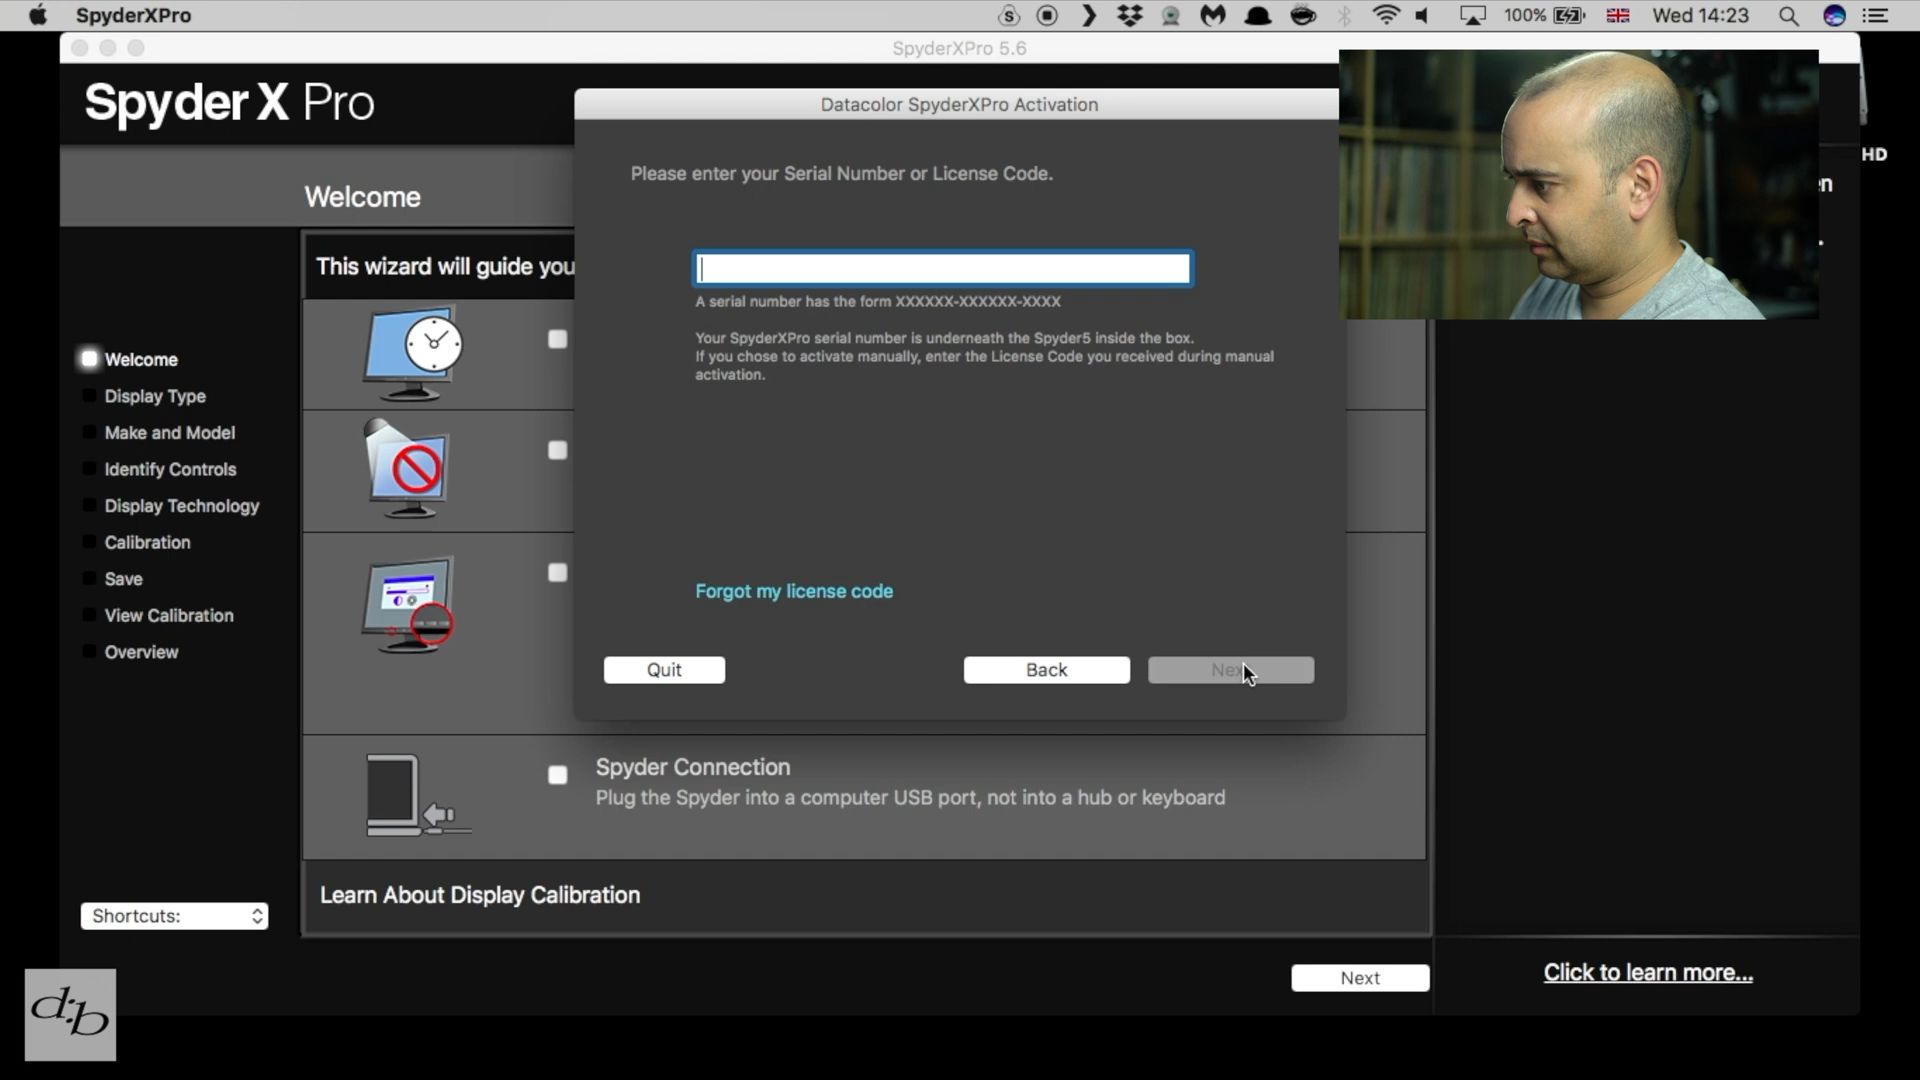 SpyderXPro
100%
Wed 14:23
SpyderXPro 5.6
Spyder X Pro
Datacolor SpyderXPro Activation
HD
Please enter your Serial Number or License Code.
Welcome
This wizard will guide you
A serial number has the form XXXXXX-XXXXXX-XXXX
Your SpyderXPro serial number is underneath the Spyder5 inside the box.
If you chose to activate manually, enter the License Code you received during manual
activation.
Welcome
Display Type
Make and Model
Identify Controls
Display Technology
Calibration
Save
View Calibration
Overview
Forgot my license code
Quit
Back
Spyder Connection
Plug the Spyder into a computer USB port, not into a hub or keyboard
Learn About Display Calibration
Shortcuts:
Next
Click to learn more...
d:b